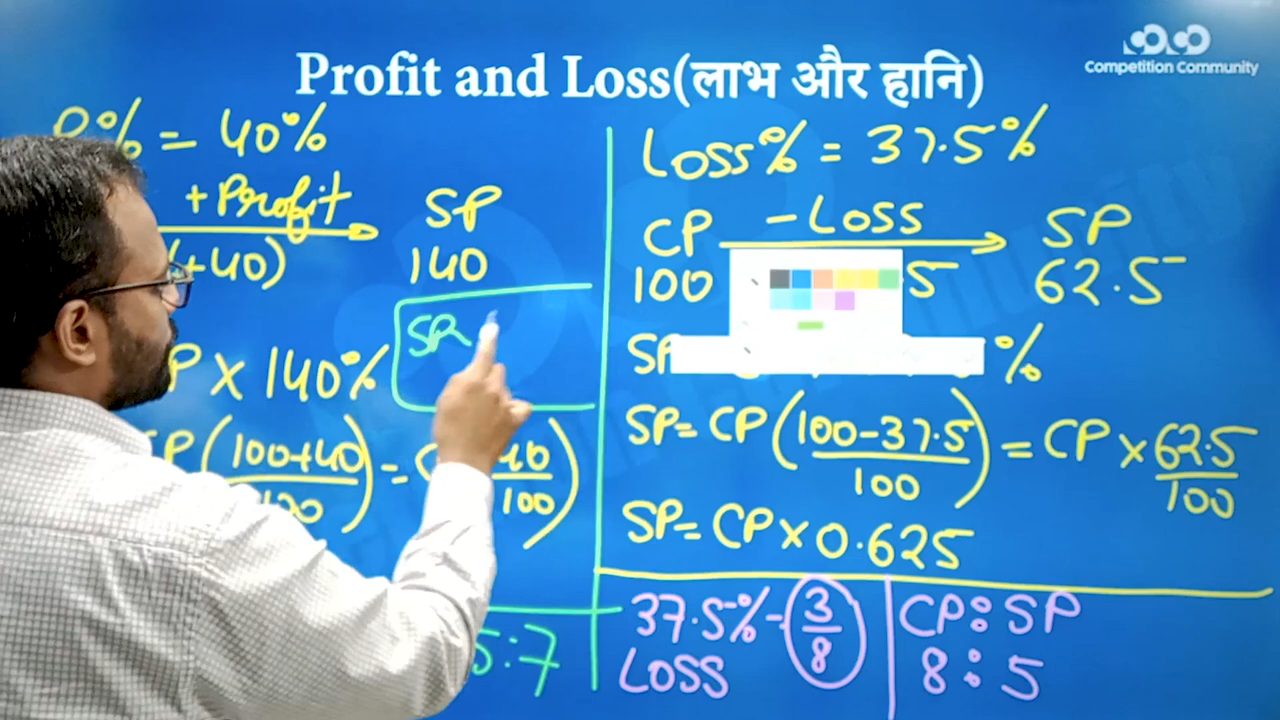 Profit and Loss(लाभ और हानि)
Competition Community
% = 40%
+Profit SP
+40) 140
SP
P X 140%
P(100+40) = ( 40)
100
5:7
Loss% = 37.5%
CP -Loss SP
100 5 62.5
SP %
SP= CP(100-37.5) = CP × 62.5
100 100
SP= CP×0.625
37.5%- 3 CP:SP
LOSS 8 8:5